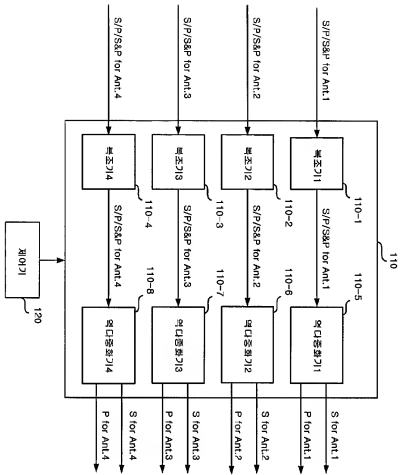 110
S/P/S&P for Ant.1
복조기1
110-1
S/P/S&P for Ant.1
역다중화기1
110-5
S for Ant.1
P for Ant.1
S/P/S&P for Ant.2
복조기2
110-2
S/P/S&P for Ant.2
역다중화기2
110-6
S for Ant.2
P for Ant.2
S/P/S&P for Ant.3
복조기3
110-3
S/P/S&P for Ant.3
역다중화기3
110-7
S for Ant.3
P for Ant.3
S/P/S&P for Ant.4
복조기4
110-4
S/P/S&P for Ant.4
역다중화기4
110-8
S for Ant.4
P for Ant.4
제어기
120